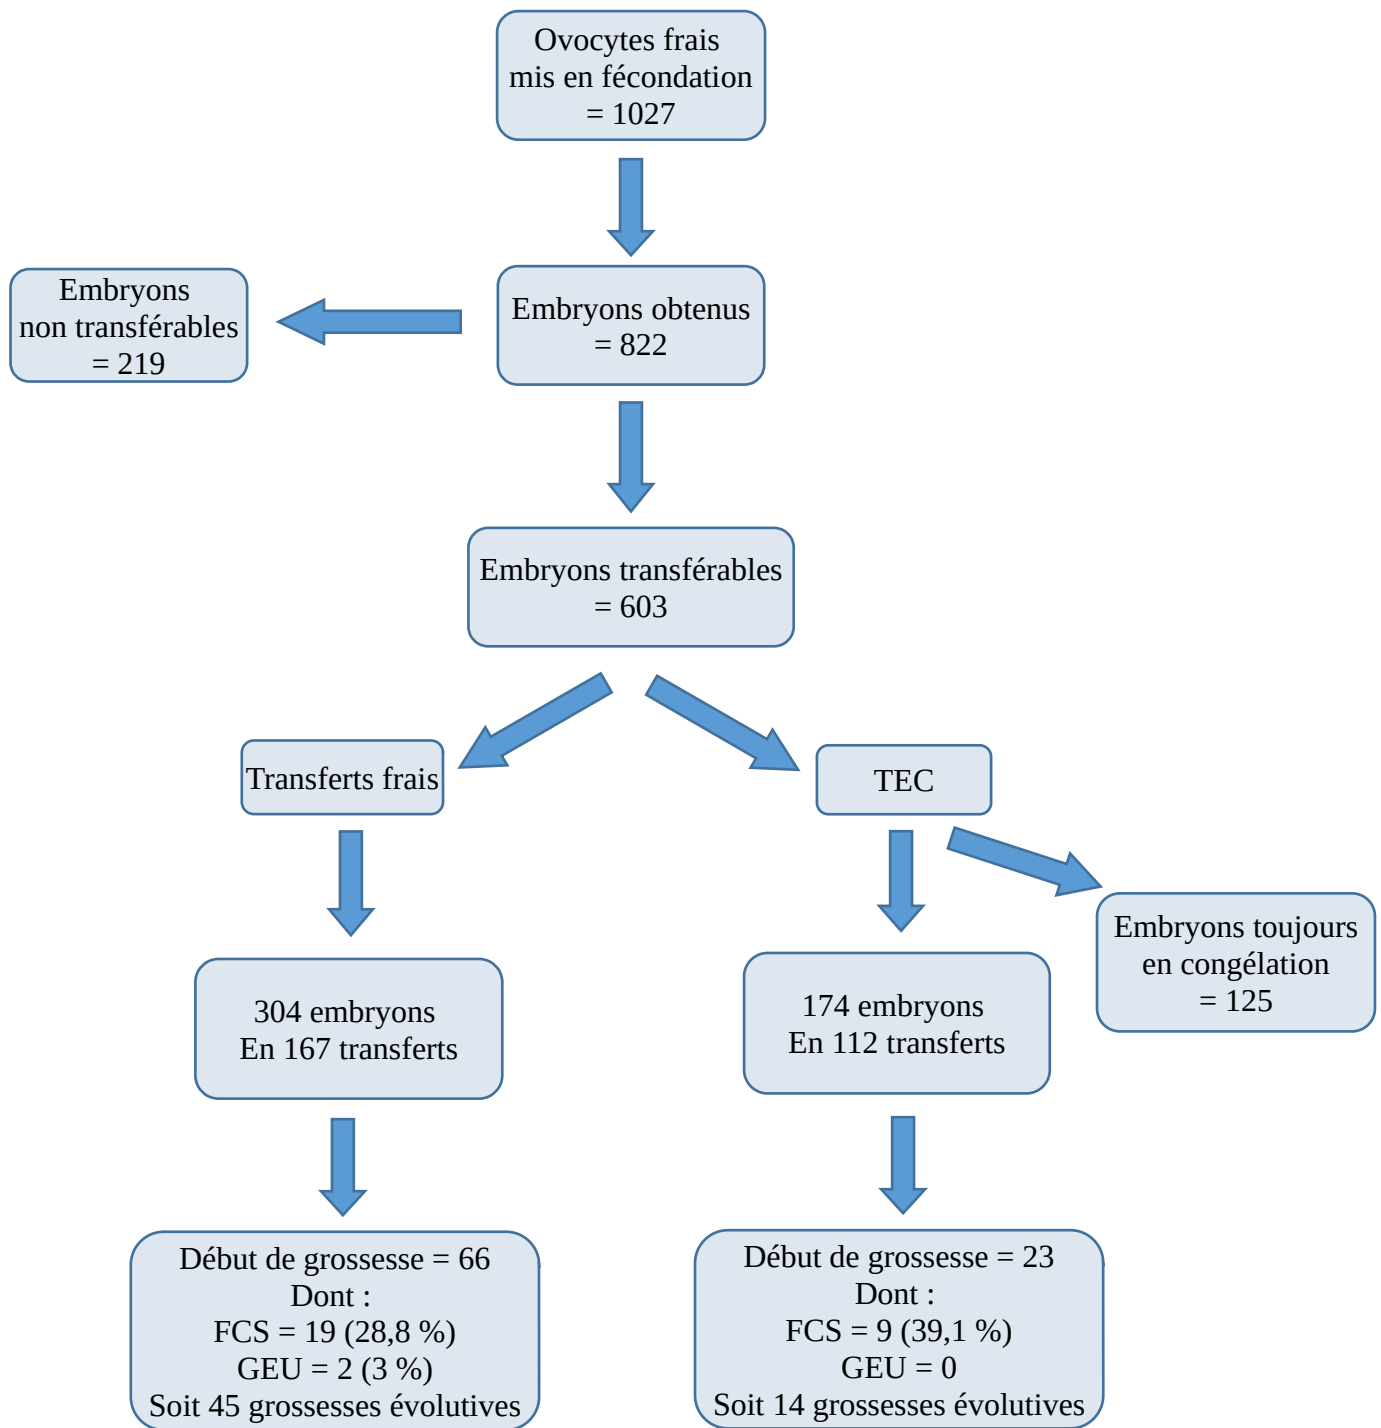 Ovocytes frais
mis en fécondation
= 1027
Embryons
non transférables
= 219
Embryons obtenus
= 822
Embryons transférables
= 603
Transferts frais
TEC
Embryons toujours
en congélation
= 125
304 embryons
En 167 transferts
174 embryons
En 112 transferts
Début de grossesse = 66
Dont :
FCS = 19 (28,8 %)
GEU = 2 (3 %)
Soit 45 grossesses évolutives
Début de grossesse = 23
Dont :
FCS = 9 (39,1 %)
GEU = 0
Soit 14 grossesses évolutives